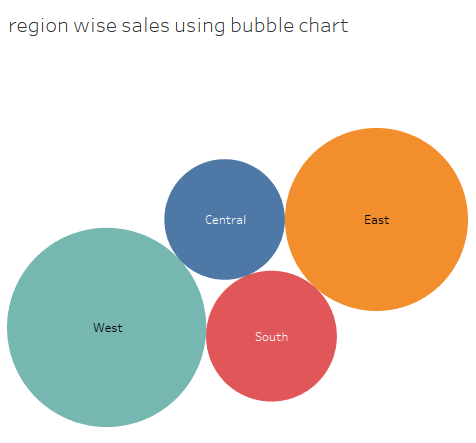 region wise sales using bubble chart
Central
East
West
South